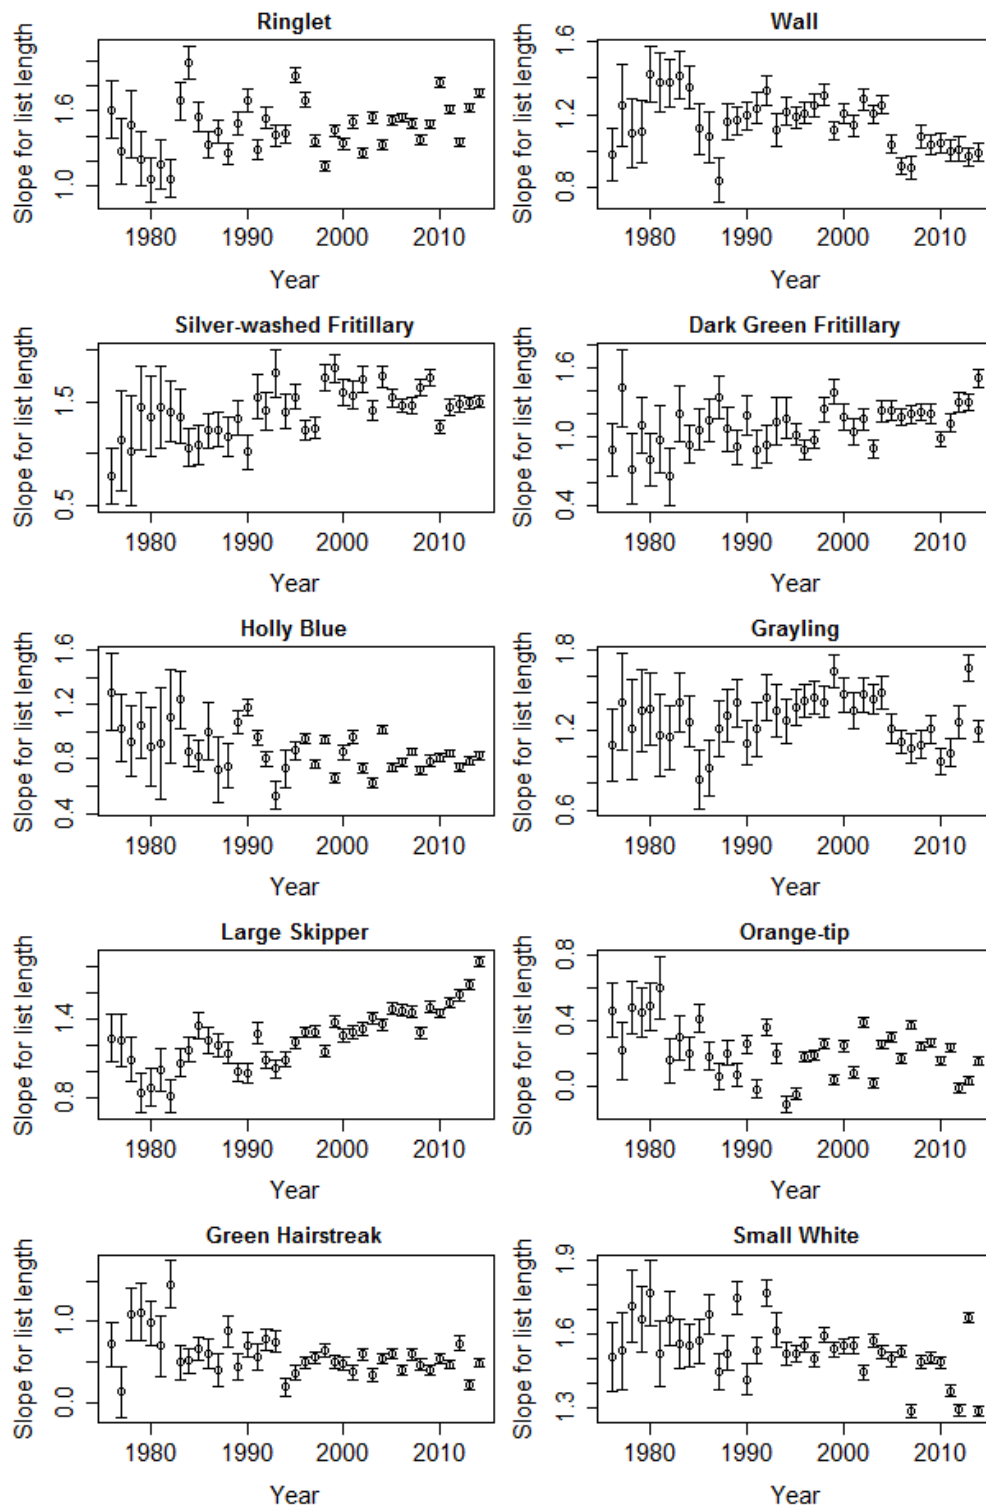 Ringlet
Wall
Slope for list length
1.0 1.6
1980 1990 2000 2010
Year
Slope for list length
0.8 1.2 1.6
1980 1990 2000 2010
Year
Silver-washed Fritillary
Dark Green Fritillary
Slope for list length
0.5 1.5
1980 1990 2000 2010
Year
Slope for list length
0.4 1.0 1.6
1980 1990 2000 2010
Year
Holly Blue
Grayling
Slope for list length
0.4 0.8 1.2 1.6
1980 1990 2000 2010
Year
Slope for list length
0.6 1.2 1.8
1980 1990 2000 2010
Year
Large Skipper
Orange-tip
Slope for list length
0.8 1.4
1980 1990 2000 2010
Year
Slope for list length
0.0 0.4 0.8
1980 1990 2000 2010
Year
Green Hairstreak
Small White
Slope for list length
0.0 1.0
1980 1990 2000 2010
Year
Slope for list length
1.3 1.6 1.9
1980 1990 2000 2010
Year